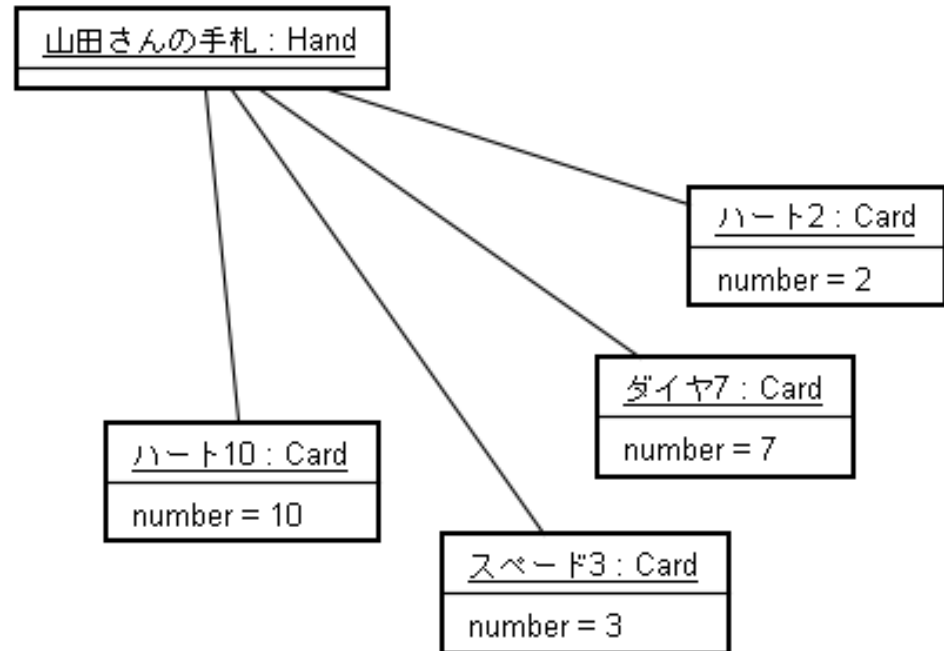 山田さんの手札 : Hand
ハート2 : Card
number = 2
ダイヤ7 : Card
number = 7
ハート10 : Card
number = 10
スペード3 : Card
number = 3